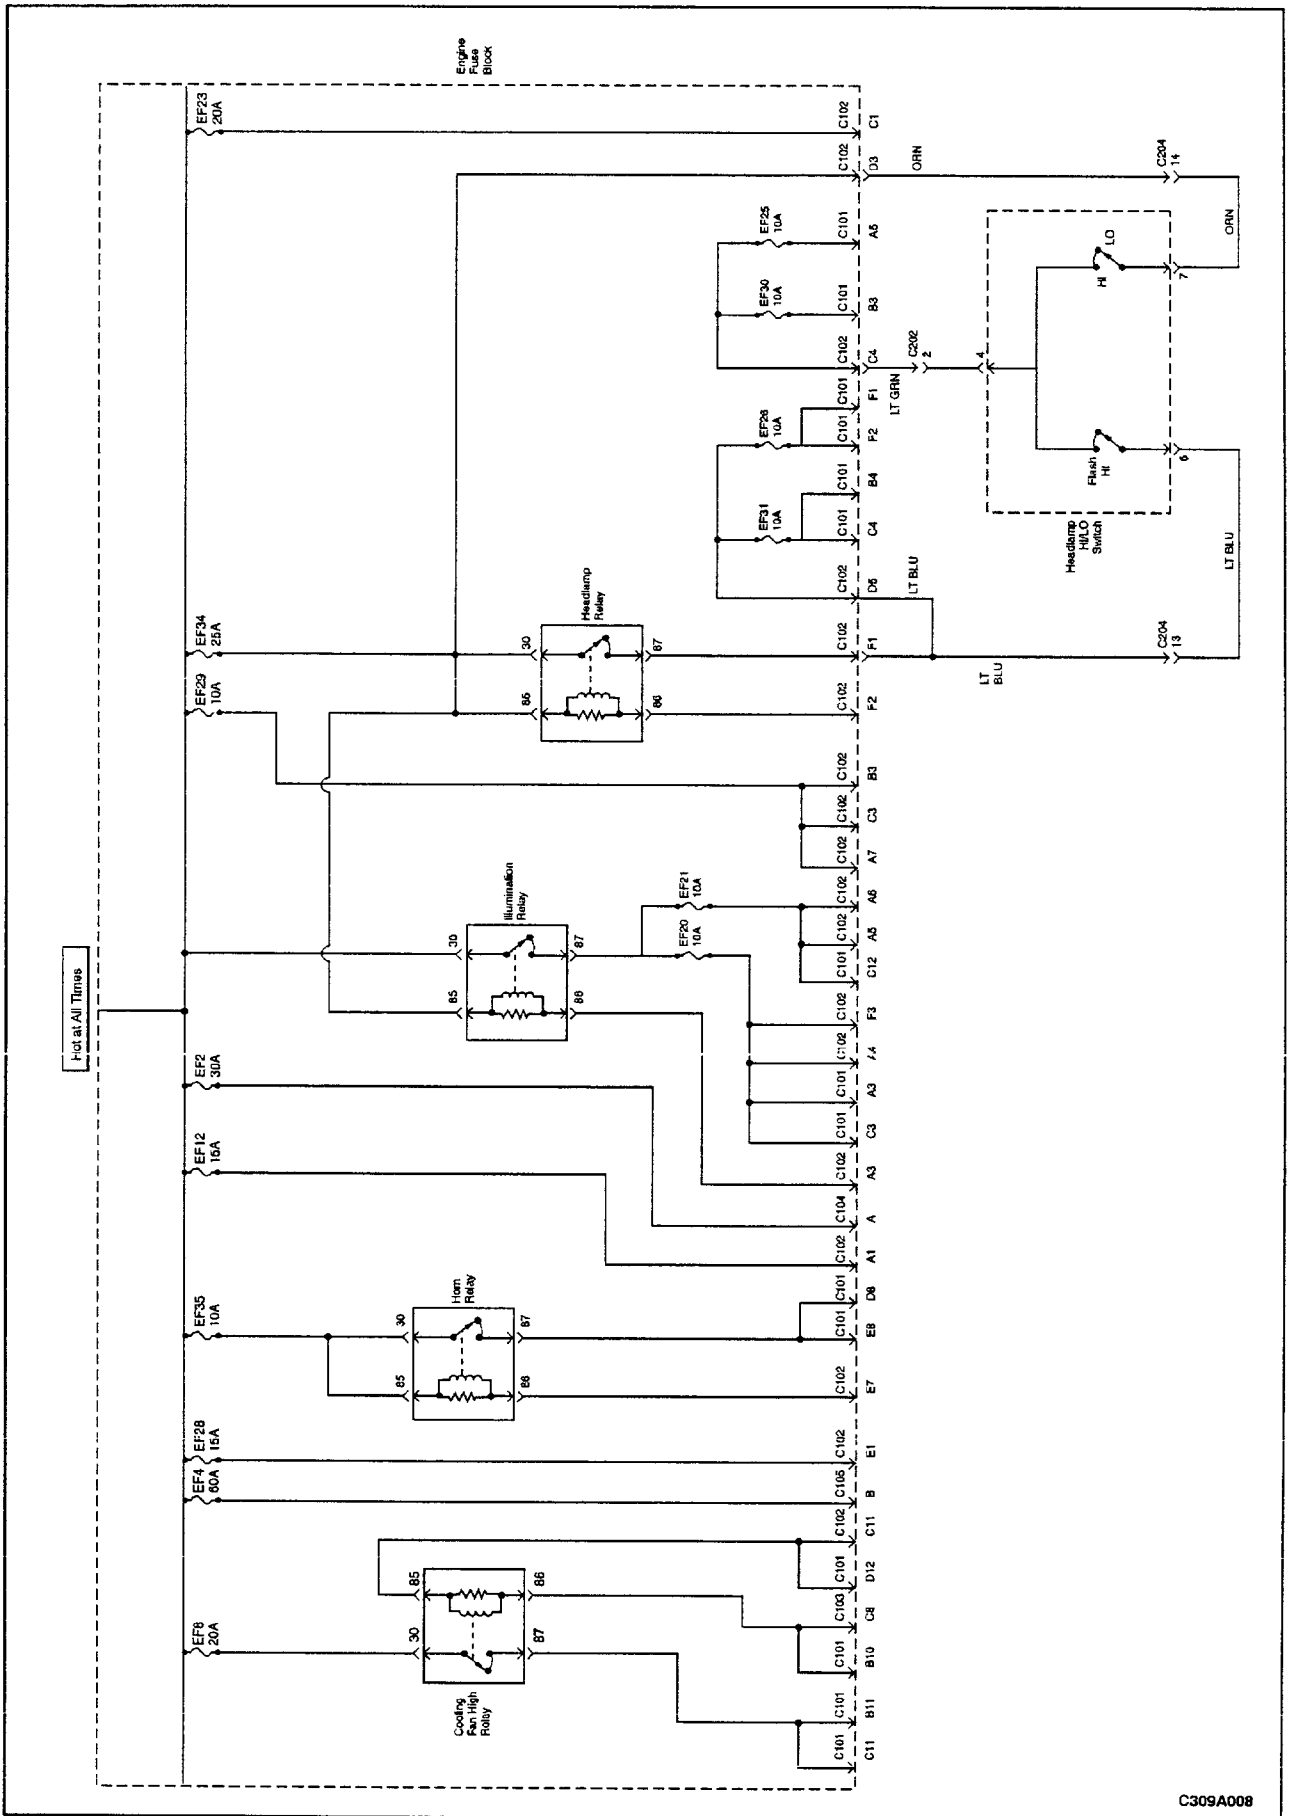 Hot at All Times
Engine
Fuse
Block
EF8
20A
EF4
60A
EF28
15A
EF35
10A
EF12
15A
EF2
30A
EF29
10A
EF34
25A
EF23
20A
Cooling
Fan High
Relay
30
85
87
86
Horn
Relay
85
30
86
87
Illumination
Relay
85
30
86
87
EF20
10A
EF21
10A
Headlamp
Relay
85
30
86
87
EF31
10A
EF26
10A
EF30
10A
EF25
10A
C101
C11
C101
B11
C101
B10
C103
C8
C101
D12
C102
C11
C105
B
C102
E1
C102
E7
C101
E8
C101
D8
C102
A1
C104
A
C102
A3
C101
C3
C101
A3
C102
A4
C102
F3
C101
C12
C102
A5
C102
A6
C102
A7
C102
C3
C102
B3
C102
F2
C102
F1
C102
D5
C101
C4
C101
B4
C101
F2
C101
F1
C102
C4
C101
B3
C101
A5
C102
D3
C102
C1
LT
BLU
LT BLU
LT GRN
C202
2
4
ORN
C204
13
C204
14
LT BLU
ORN
Headlamp
HI/LO
Switch
Flash
HI
HI
LO
6
7
C309A008